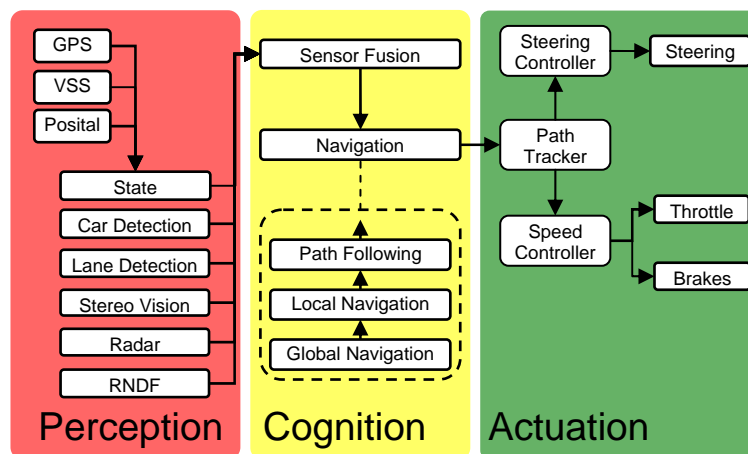 GPS
VSS
Posital
State
Car Detection
Lane Detection
Stereo Vision
Radar
RNDF
Perception
Sensor Fusion
Navigation
Path Following
Local Navigation
Global Navigation
Cognition
Steering
Controller
Steering
Path
Tracker
Speed
Controller
Throttle
Brakes
Actuation